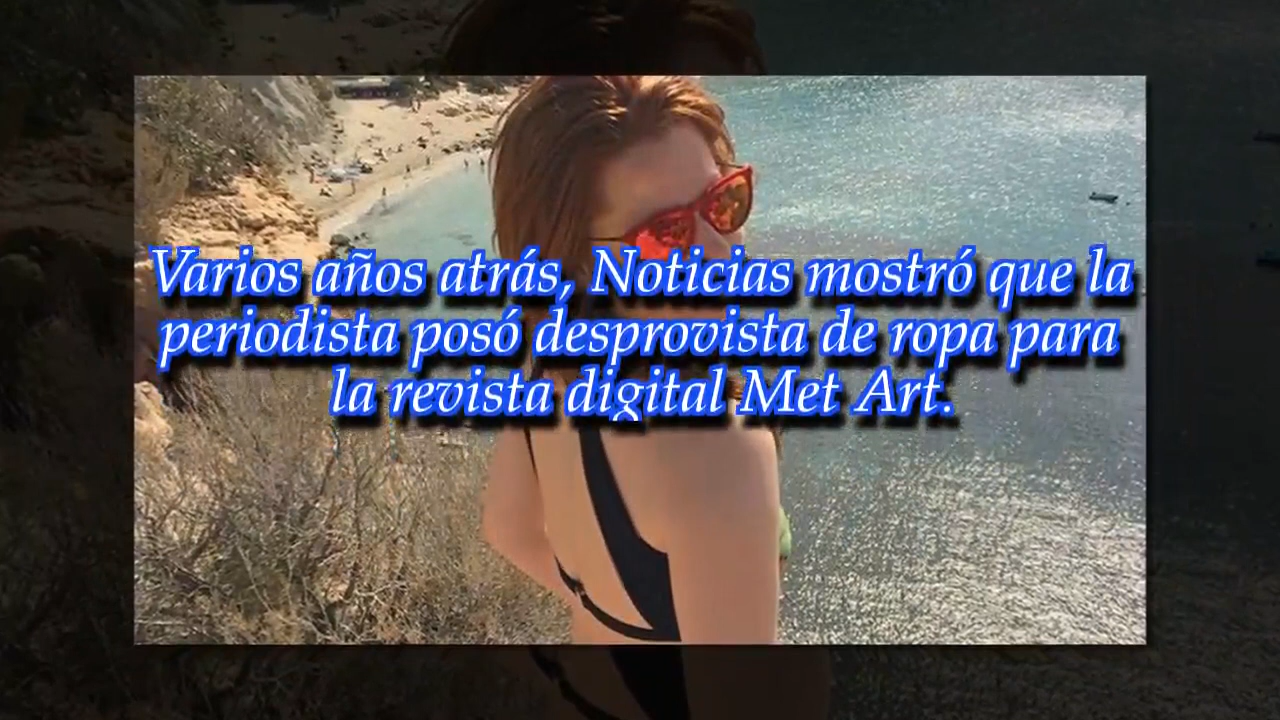 Varios años atrás, Noticias mostró que la
periodista posó desprovista de ropa para
la revista digital Met Art.